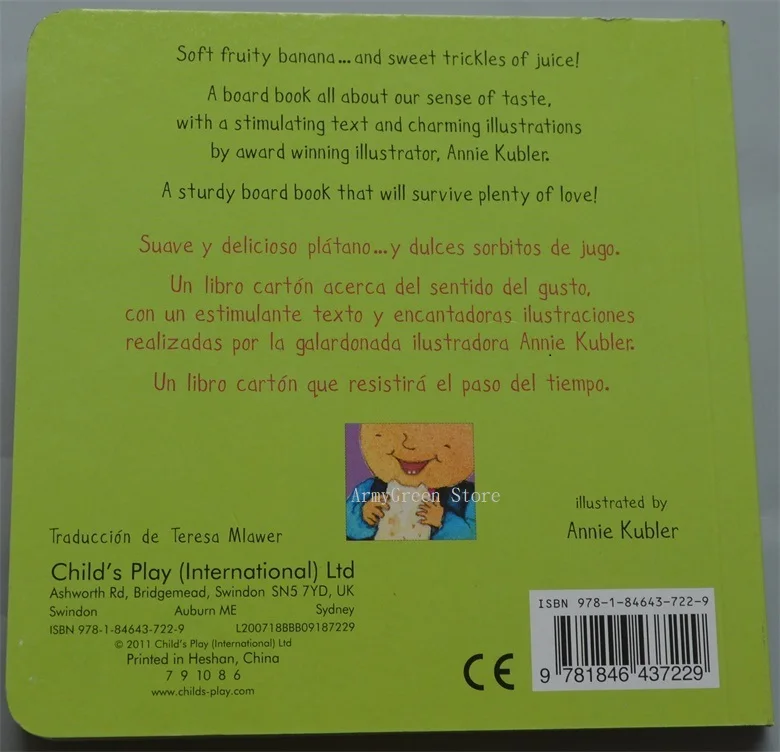 Soft fruity banana...and sweet trickles of juice!
A board book all about our sense of taste,
with a stimulating text and charming illustrations
by award winning illustrator, Annie Kubler.
A sturdy board book that will survive plenty of love!
Suave y delicioso plátano...y dulces sorbitos de jugo.
Un libro cartón acerca del sentido del gusto,
con un estimulante texto y encantadoras ilustraciones
realizadas por la galardonada ilustradora Annie Kubler.
Un libro cartón que resistirá el paso del tiempo.
ArmyGreen Store
illustrated by
Annie Kubler
Traducción de Teresa Mlawer
Child's Play (International) Ltd
Ashworth Rd, Bridgemead, Swindon SN5 7YD, UK
Swindon Auburn ME Sydney
ISBN 978-1-84643-722-9 L200718BBB09187229
© 2011 Child's Play (International) Ltd
Printed in Heshan, China
7 9 10 8 6
www.childs-play.com
CE
ISBN 978-1-84643-722-9
9 781846 437229